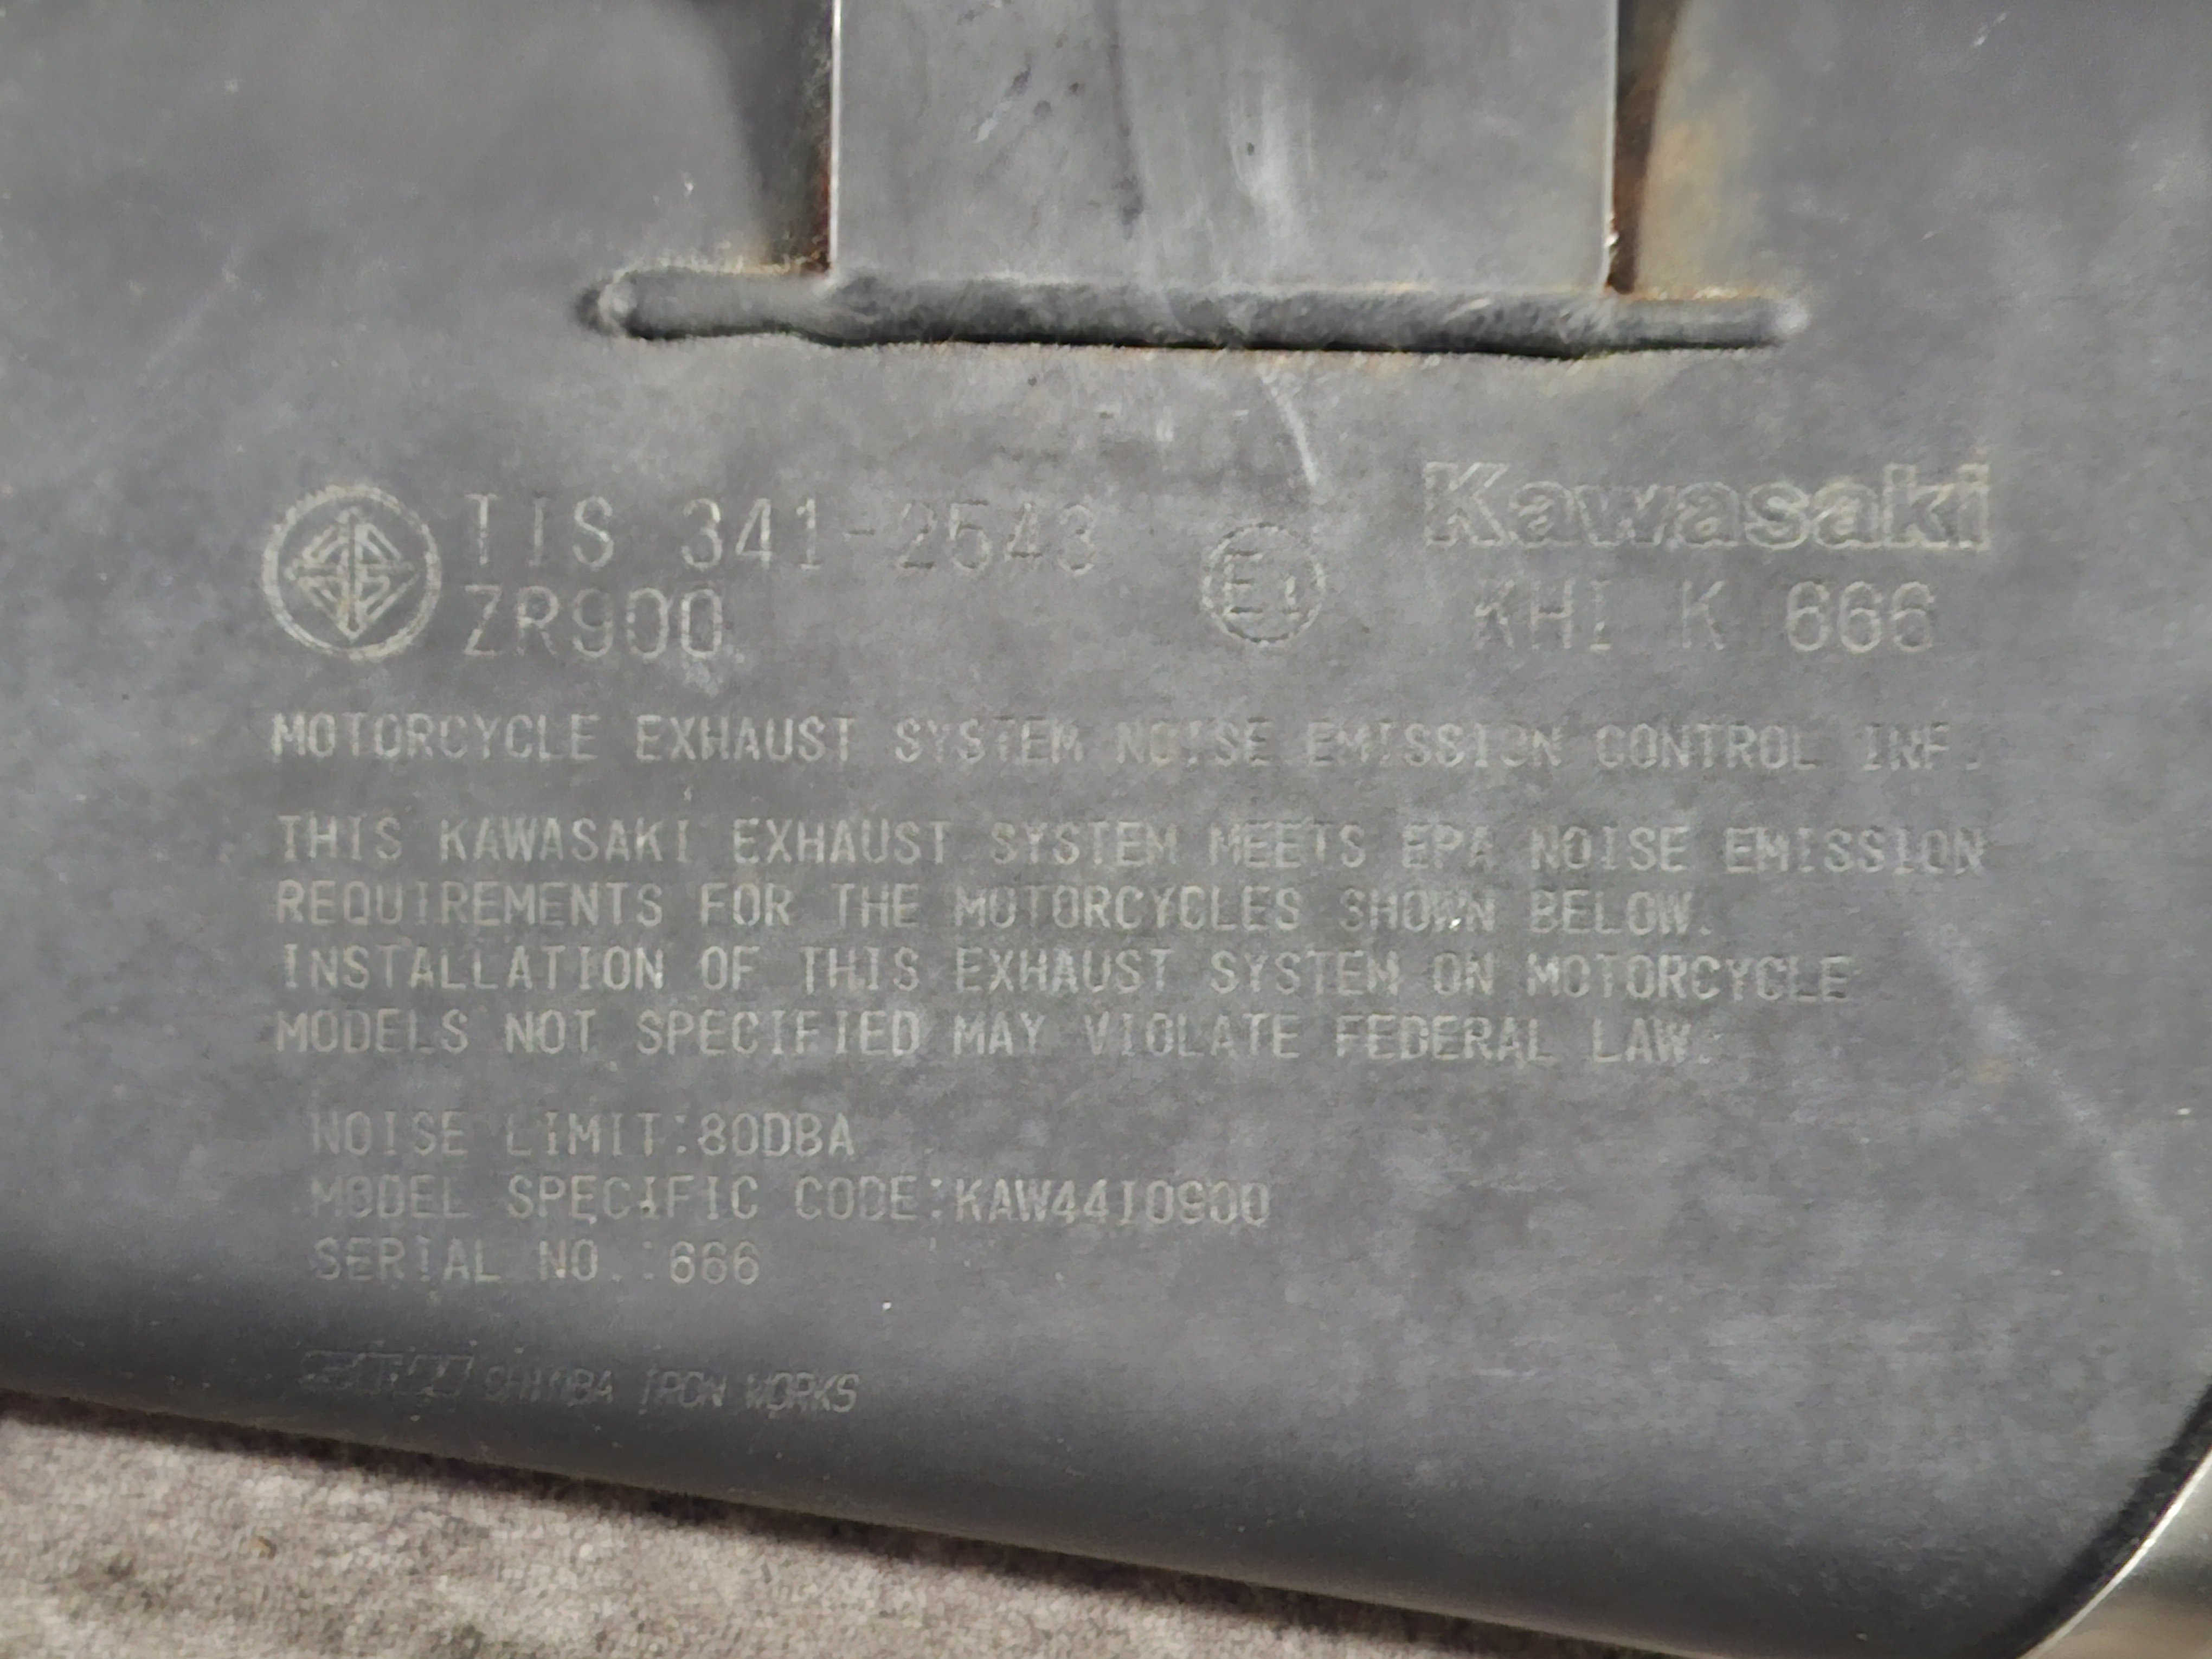 TIS 341-2543
ZR900
E1
Kawasaki
KHI K 666
MOTORCYCLE EXHAUST SYSTEM NOISE EMISSION CONTROL INF.
THIS KAWASAKI EXHAUST SYSTEM MEETS EPA NOISE EMISSION
REQUIREMENTS FOR THE MOTORCYCLES SHOWN BELOW.
INSTALLATION OF THIS EXHAUST SYSTEM ON MOTORCYCLE
MODELS NOT SPECIFIED MAY VIOLATE FEDERAL LAW.
NOISE LIMIT:80DBA
MODEL SPECIFIC CODE:KAW44I0900
SERIAL NO.:666
IRON WORKS